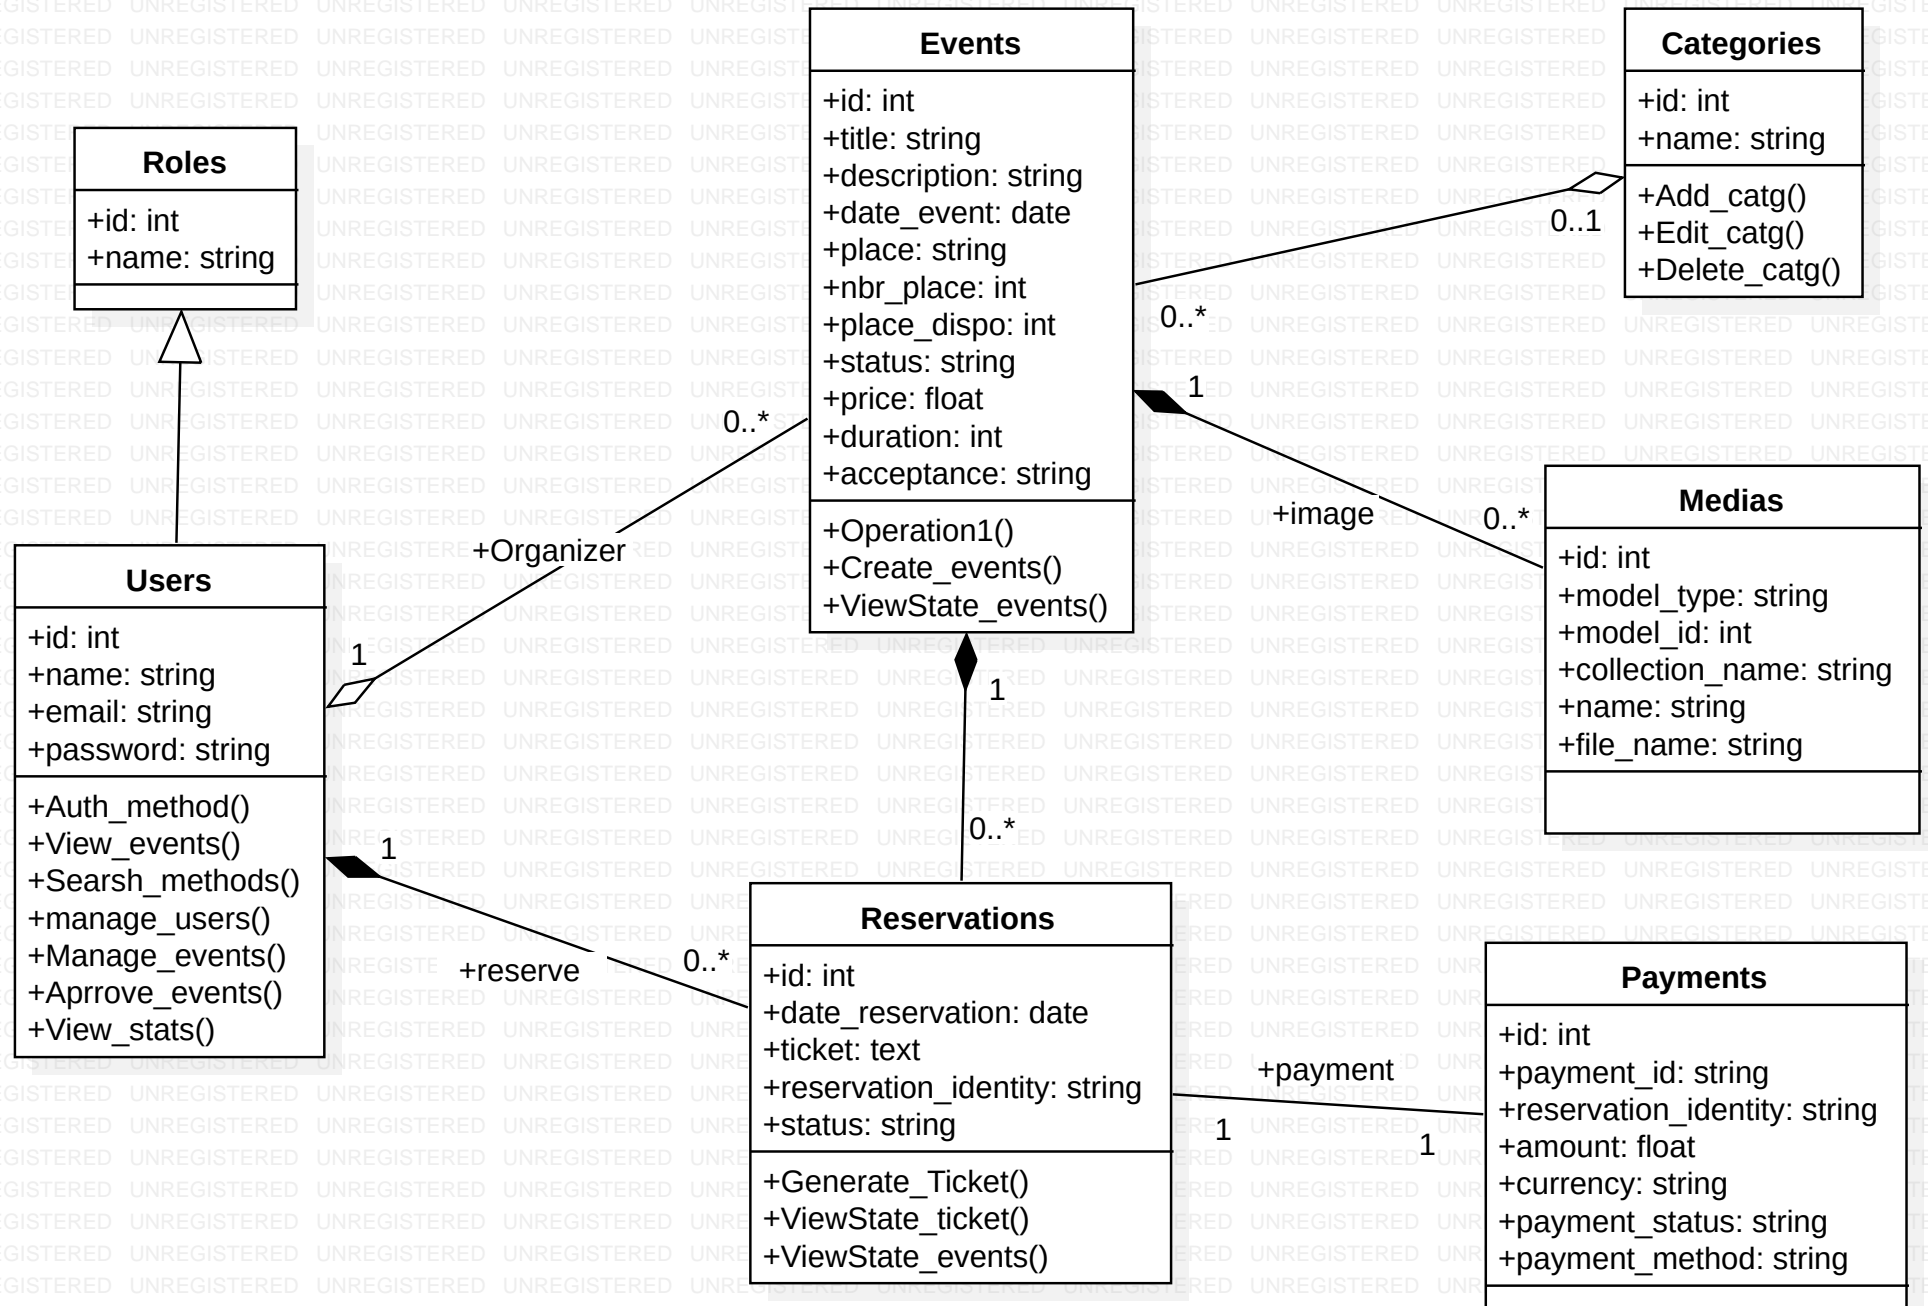 Roles
+id: int
+name: string
Users
+id: int
+name: string
+email: string
+password: string
+Auth_method()
+View_events()
+Searsh_methods()
+manage_users()
+Manage_events()
+Aprrove_events()
+View_stats()
Events
+id: int
+title: string
+description: string
+date_event: date
+place: string
+nbr_place: int
+place_dispo: int
+status: string
+price: float
+duration: int
+acceptance: string
+Operation1()
+Create_events()
+ViewState_events()
Categories
+id: int
+name: string
+Add_catg()
+Edit_catg()
+Delete_catg()
0..1
0..*
1
+image
0..*
Medias
+id: int
+model_type: string
+model_id: int
+collection_name: string
+name: string
+file_name: string
0..*
+Organizer
1
1
0..*
1
+reserve
0..*
Reservations
+id: int
+date_reservation: date
+ticket: text
+reservation_identity: string
+status: string
+Generate_Ticket()
+ViewState_ticket()
+ViewState_events()
+payment
1
1
Payments
+id: int
+payment_id: string
+reservation_identity: string
+amount: float
+currency: string
+payment_status: string
+payment_method: string
UNREGISTERED